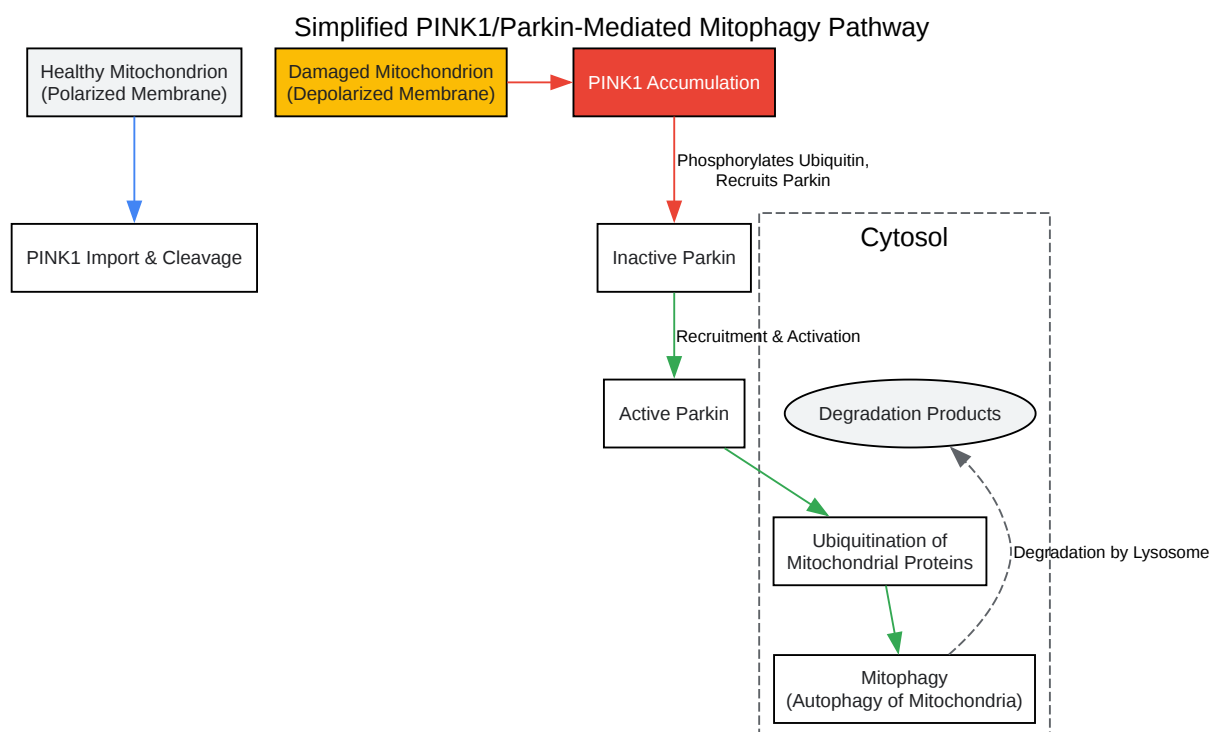 Simplified PINK1/Parkin-Mediated Mitophagy Pathway
Healthy Mitochondrion
(Polarized Membrane)
Damaged Mitochondrion
(Depolarized Membrane)
PINK1 Accumulation
Phosphorylates Ubiquitin,
Recruits Parkin
PINK1 Import & Cleavage
Inactive Parkin
Cytosol
Recruitment & Activation
Active Parkin
Degradation Products
Ubiquitination of
Mitochondrial Proteins
Degradation by Lysosome
Mitophagy
(Autophagy of Mitochondria)